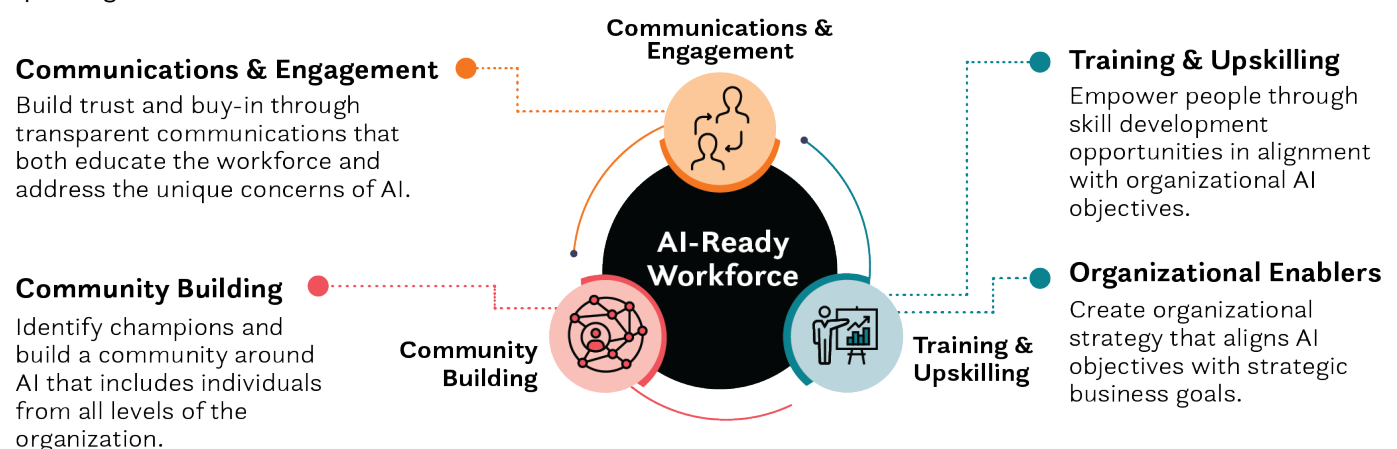 Communications &
Engagement
Communications & Engagement
Build trust and buy-in through
transparent communications that
both educate the workforce and
address the unique concerns of AI.
Training & Upskilling
Empower people through
skill development
opportunities in alignment
with organizational AI
objectives.
AI-Ready
Workforce
Community Building
Identify champions and
build a community around
AI that includes individuals
from all levels of the
organization.
Community
Building
Training &
Upskilling
Organizational Enablers
Create organizational
strategy that aligns AI
objectives with strategic
business goals.